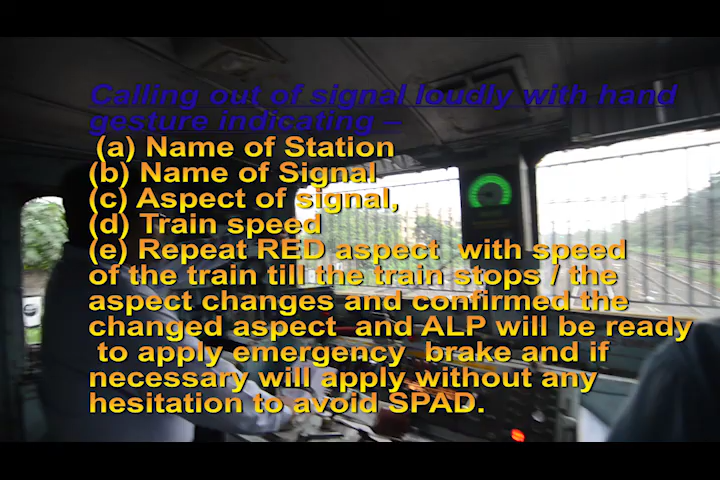 Calling out of signal loudly with hand
gesture indicating –
(a) Name of Station
(b) Name of Signal
(c) Aspect of signal,
(d) Train speed
(e) Repeat RED aspect with speed
of the train till the train stops / the
aspect changes and confirmed the
changed aspect and ALP will be ready
to apply emergency brake and if
necessary will apply without any
hesitation to avoid SPAD.